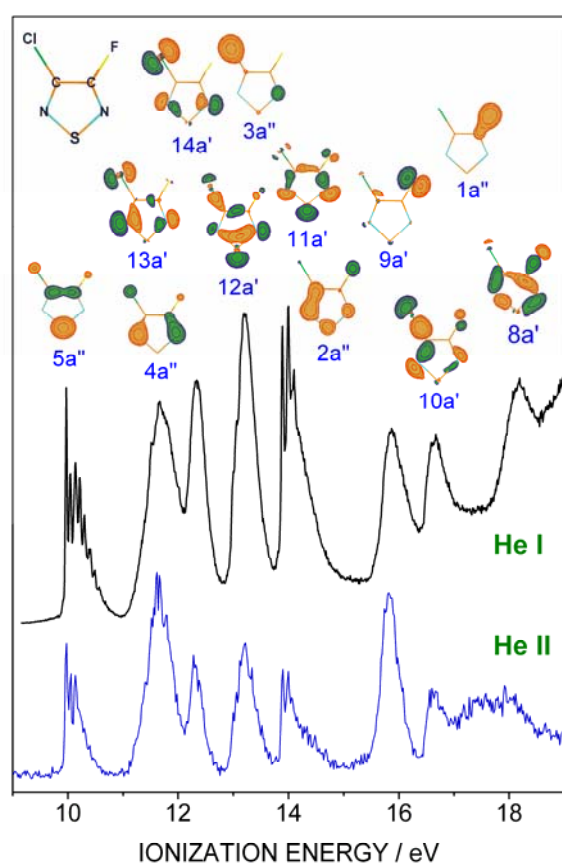 Cl
F
C C
N N
S
14a'
3a"
1a"
13a'
12a'
11a'
9a'
5a"
4a"
2a"
10a'
8a'
He I
He II
10 12 14 16 18
IONIZATION ENERGY / eV